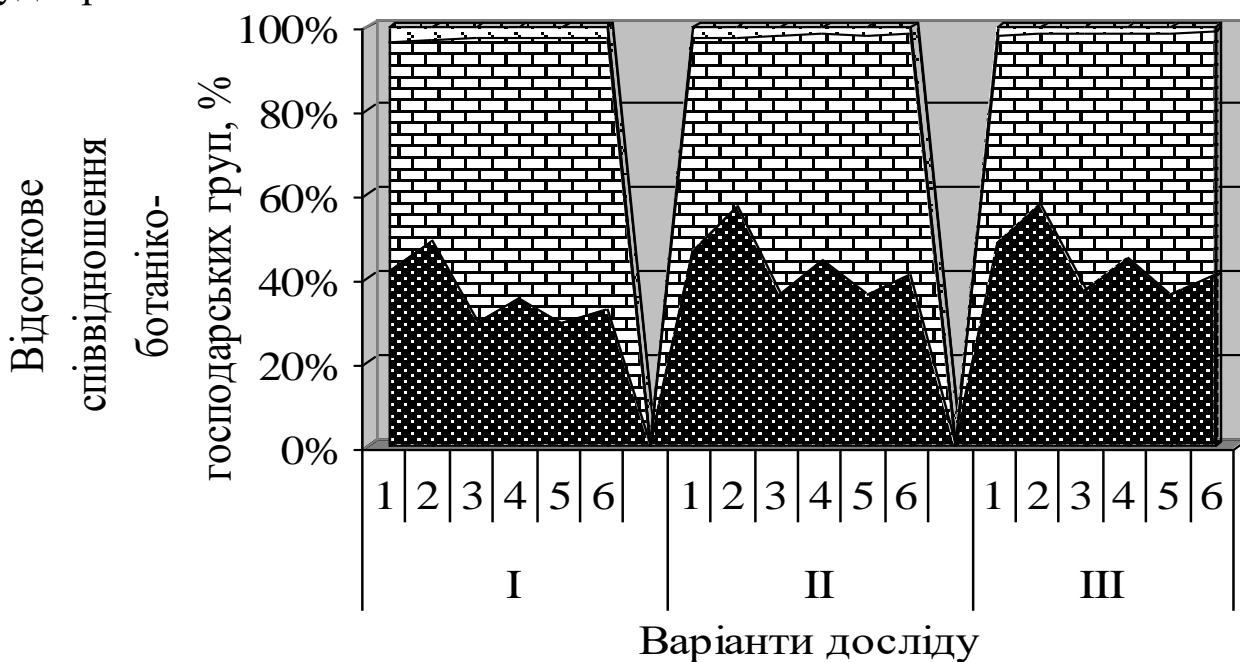 100%
80%
60%
40%
20%
0%
Відсоткове
співвідношення
ботаніко-
господарських груп, %
1 2 3 4 5 6 1 2 3 4 5 6 1 2 3 4 5 6
I II III
Варіанти досліду